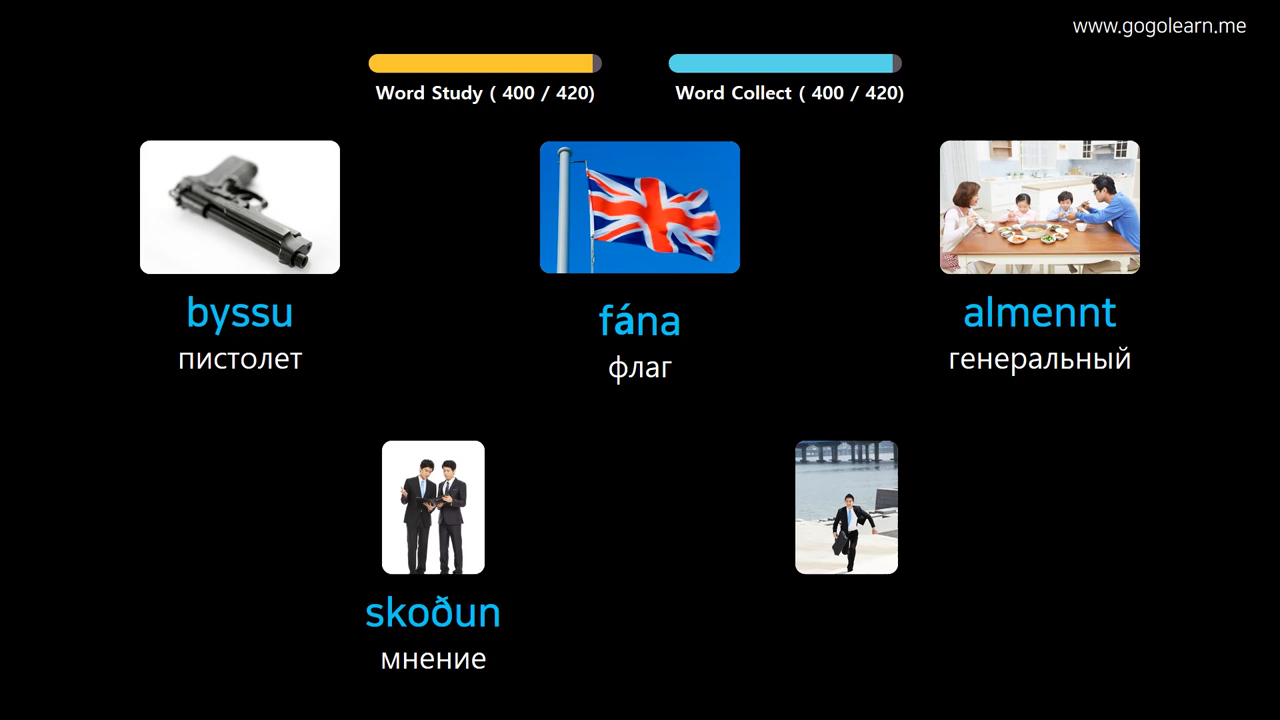 www.gogolearn.me
Word Study ( 400 / 420)
Word Collect ( 400 / 420)
byssu
пистолет
fána
флаг
almennt
генеральный
skoðun
мнение